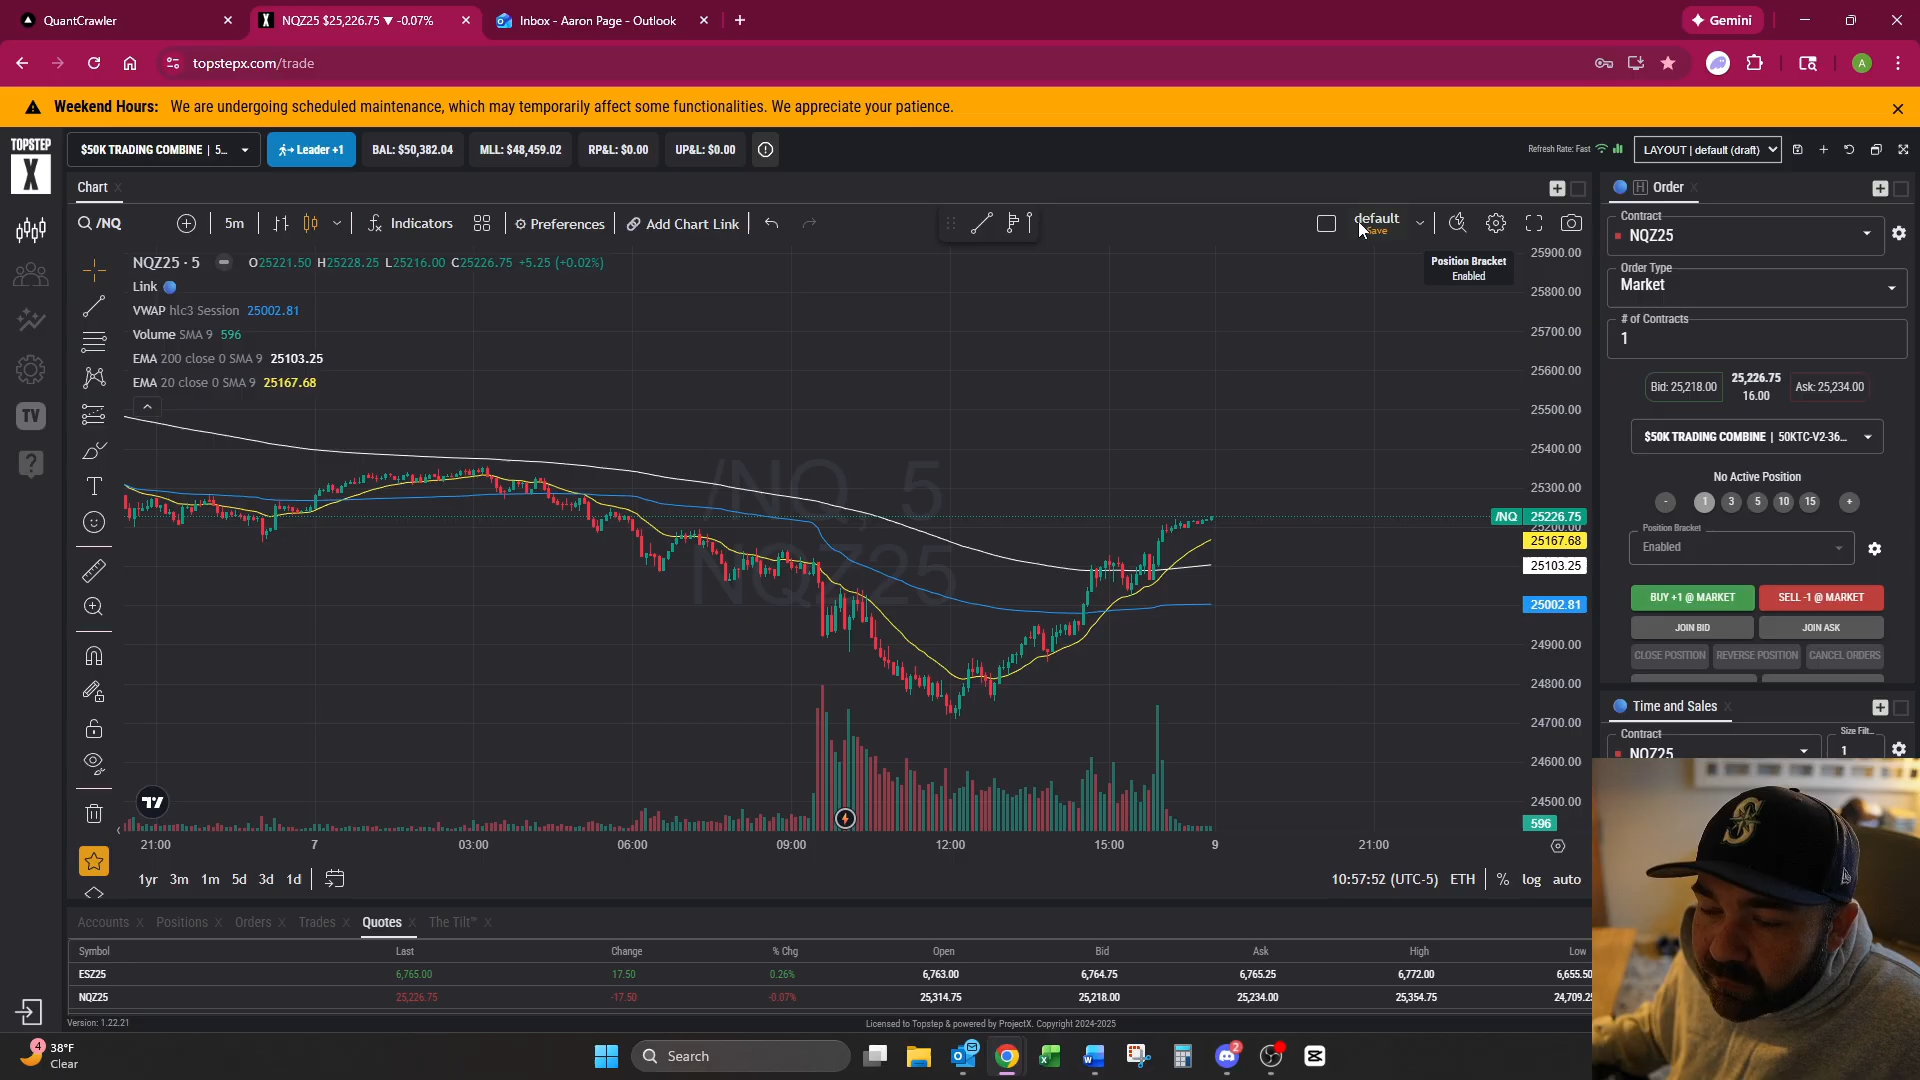 QuantCrawler
NQZ25 $25,226.75 ▼ -0.07%
Inbox - Aaron Page - Outlook
Gemini
topstepx.com/trade
A
Weekend Hours: We are undergoing scheduled maintenance, which may temporarily affect some functionalities. We appreciate your patience.
TOPSTEP
X
$50K TRADING COMBINE | 5...
Leader +1
BAL: $50,382.04
MLL: $48,459.02
RP&L: $0.00
UP&L: $0.00
Refresh Rate: Fast
LAYOUT | default (draft)
Chart
Order
/NQ
5m
Indicators
Preferences
Add Chart Link
default
Save
NQZ25 · 5
O25221.50 H25228.25 L25216.00 C25226.75 +5.25 (+0.02%)
Link
VWAP hlc3 Session 25002.81
Volume SMA 9 596
EMA 200 close 0 SMA 9 25103.25
EMA 20 close 0 SMA 9 25167.68
Position Bracket
Enabled
/NQ, 5
NQZ25
25900.00
25800.00
25700.00
25600.00
25500.00
25400.00
25300.00
/NQ 25226.75
25200.00
25167.68
25103.25
25002.81
24900.00
24800.00
24700.00
24600.00
24500.00
596
21:00
7
03:00
06:00
09:00
12:00
15:00
9
21:00
1yr 3m 1m 5d 3d 1d
10:57:52 (UTC-5)
ETH
%
log
auto
TV
Contract
NQZ25
Order Type
Market
# of Contracts
1
Bid: 25,218.00
25,226.75
16.00
Ask: 25,234.00
$50K TRADING COMBINE | 50KTC-V2-36...
No Active Position
-
1
3
5
10
15
+
Position Bracket
Enabled
BUY +1 @ MARKET
SELL -1 @ MARKET
JOIN BID
JOIN ASK
CLOSE POSITION
REVERSE POSITION
CANCEL ORDERS
Time and Sales
Contract
NQZ25
Size Filt...
1
Accounts
Positions
Orders
Trades
Quotes
The Tilt™
Symbol Last Change % Chg Open Bid Ask High Low
ESZ25 6,765.00 17.50 0.26% 6,763.00 6,764.75 6,765.25 6,772.00 6,655.50
NQZ25 25,226.75 -17.50 -0.07% 25,314.75 25,218.00 25,234.00 25,354.75 24,709.2
Version: 1.22.21
Licensed to Topstep & powered by ProjectX. Copyright 2024-2025
4
38°F
Clear
Search
2
S